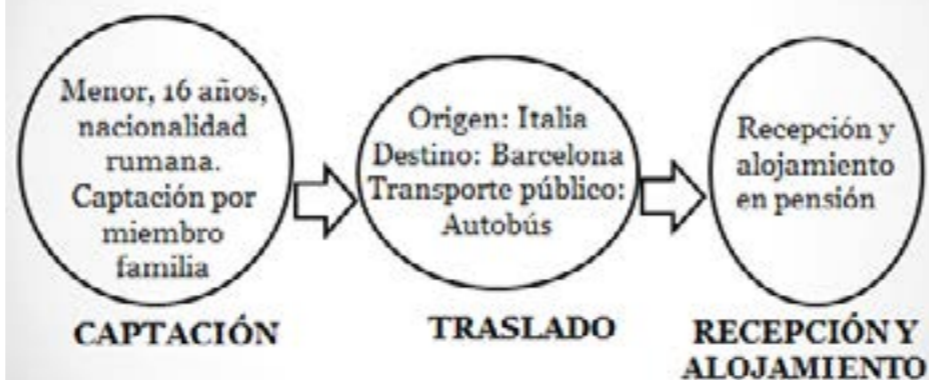 Menor, 16 años,
nacionalidad
rumana.
Captación por
miembro
familia
CAPTACIÓN
Origen: Italia
Destino: Barcelona
Transporte público:
Autobús
TRASLADO
Recepción y
alojamiento
en pensión
RECEPCIÓN Y
ALOJAMIENTO